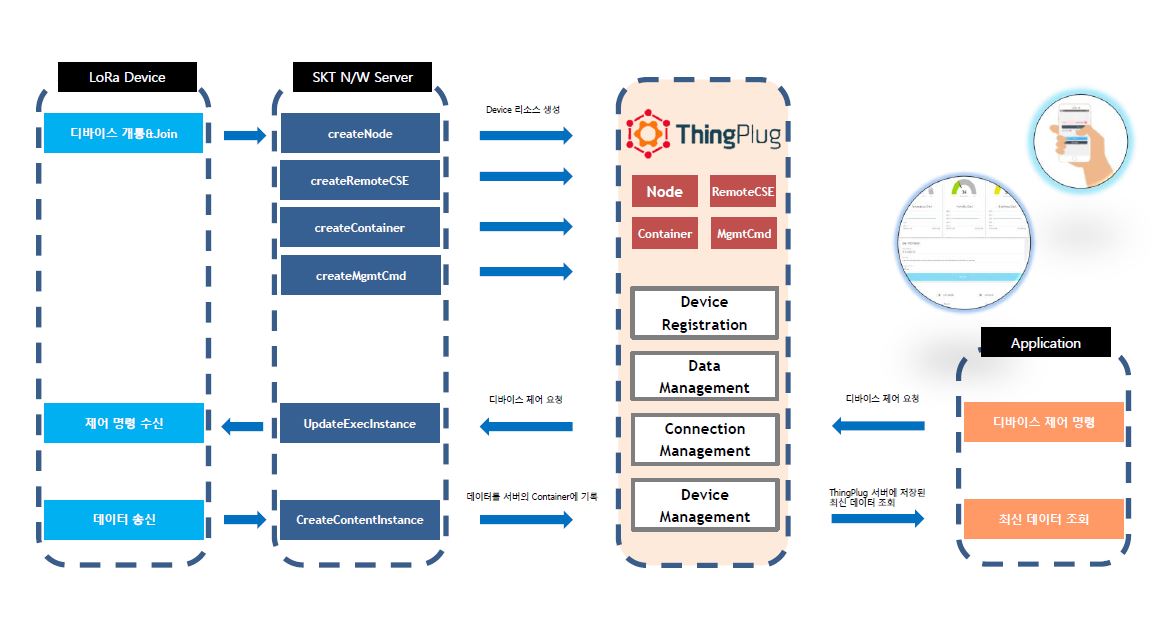 LoRa Device
SKT N/W Server
디바이스 개통&Join
createNode
createRemoteCSE
createContainer
createMgmtCmd
Device 리소스 생성
ThingPlug
Node
RemoteCSE
Container
MgmtCmd
Device
Registration
Data
Management
Connection
Management
Device
Management
Application
제어 명령 수신
UpdateExecInstance
디바이스 제어 요청
디바이스 제어 요청
디바이스 제어 명령
데이터 송신
CreateContentInstance
데이터를 서버의 Container에 기록
ThingPlug 서버에 저장된
최신 데이터 조회
최신 데이터 조회